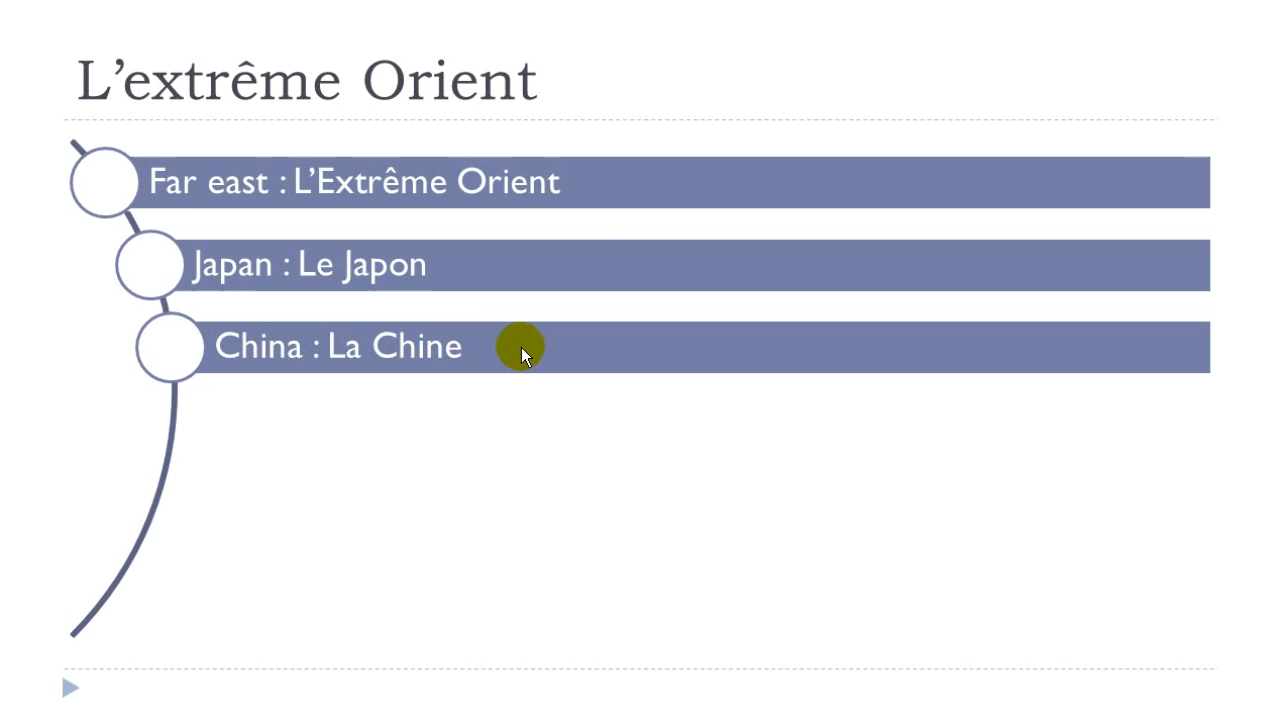 L’extrême Orient
Far east : L’Extrême Orient
Japan : Le Japon
China : La Chine